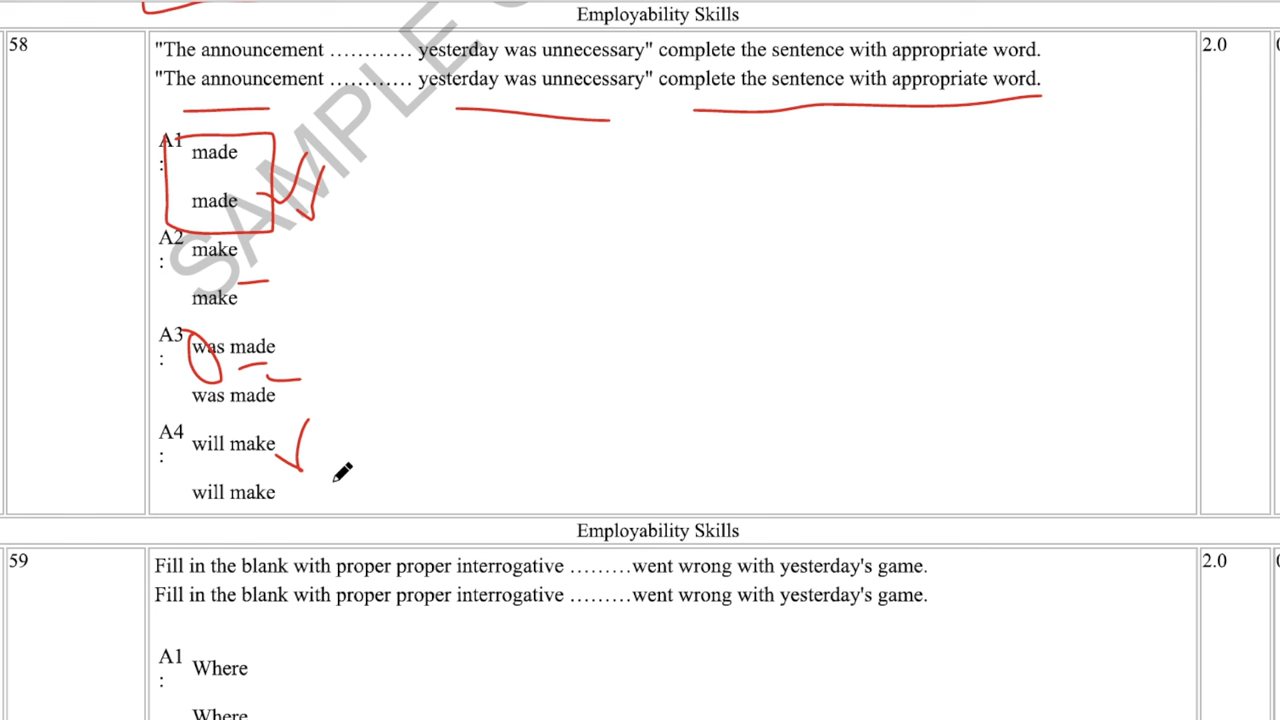 Employability Skills
58
"The announcement ………… yesterday was unnecessary" complete the sentence with appropriate word.
2.0
"The announcement ………… yesterday was unnecessary" complete the sentence with appropriate word.
A1
:
made
made
A2
:
make
make
A3
:
was made
was made
A4
:
will make
will make
SAMPLE
Employability Skills
59
Fill in the blank with proper proper interrogative ………went wrong with yesterday's game.
2.0
Fill in the blank with proper proper interrogative ………went wrong with yesterday's game.
A1
:
Where
Where